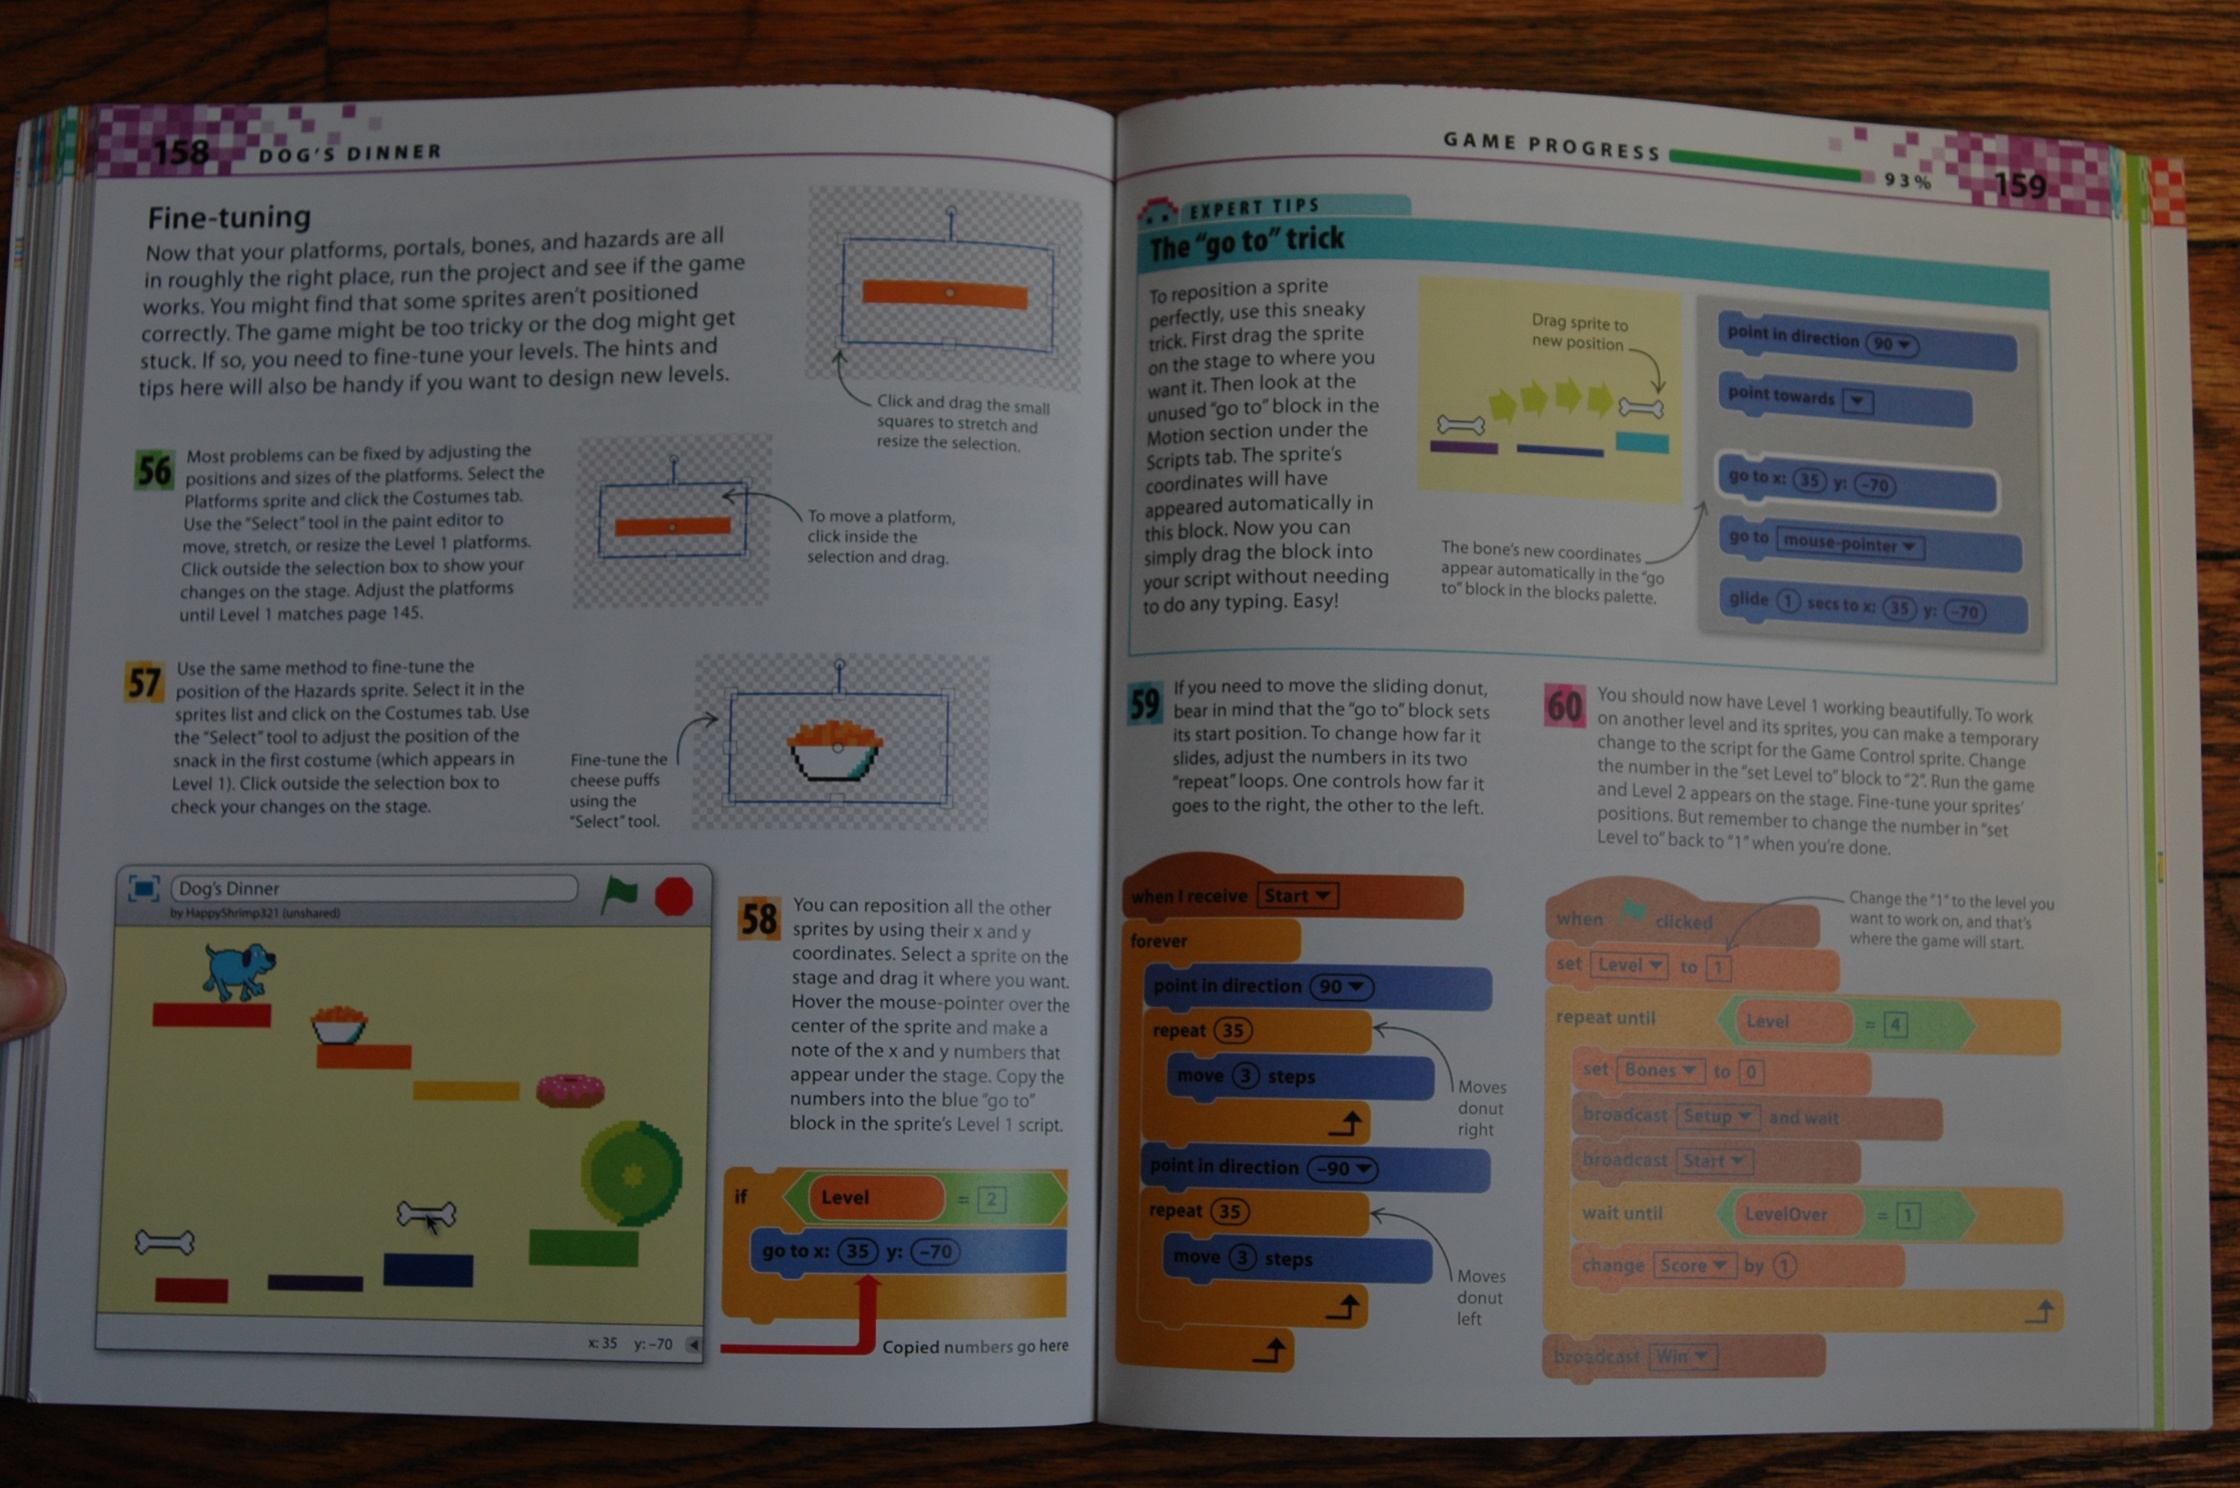 158 DOG'S DINNER
Fine-tuning
Now that your platforms, portals, bones, and hazards are all
in roughly the right place, run the project and see if the game
works. You might find that some sprites aren't positioned
correctly. The game might be too tricky or the dog might get
stuck. If so, you need to fine-tune your levels. The hints and
tips here will also be handy if you want to design new levels.
Click and drag the small
squares to stretch and
resize the selection.
56
Most problems can be fixed by adjusting the
positions and sizes of the platforms. Select the
Platforms sprite and click the Costumes tab.
Use the "Select" tool in the paint editor to
move, stretch, or resize the Level 1 platforms.
Click outside the selection box to show your
changes on the stage. Adjust the platforms
until Level 1 matches page 145.
To move a platform,
click inside the
selection and drag.
57
Use the same method to fine-tune the
position of the Hazards sprite. Select it in the
sprites list and click on the Costumes tab. Use
the "Select" tool to adjust the position of the
snack in the first costume (which appears in
Level 1). Click outside the selection box to
check your changes on the stage.
Fine-tune the
cheese puffs
using the
"Select" tool.
Dog's Dinner
by HappyShrimp321 (unshared)
x: 35 y: -70
58
You can reposition all the other
sprites by using their x and y
coordinates. Select a sprite on the
stage and drag it where you want.
Hover the mouse-pointer over the
center of the sprite and make a
note of the x and y numbers that
appear under the stage. Copy the
numbers into the blue "go to"
block in the sprite's Level 1 script.
if Level = 2
go to x: 35 y: -70
Copied numbers go here
GAME PROGRESS 93% 159
EXPERT TIPS
The "go to" trick
To reposition a sprite
perfectly, use this sneaky
trick. First drag the sprite
on the stage to where you
want it. Then look at the
unused "go to" block in the
Motion section under the
Scripts tab. The sprite's
coordinates will have
appeared automatically in
this block. Now you can
simply drag the block into
your script without needing
to do any typing. Easy!
Drag sprite to
new position
The bone's new coordinates
appear automatically in the "go
to" block in the blocks palette.
point in direction 90
point towards
go to x: 35 y: -70
go to mouse-pointer
glide 1 secs to x: 35 y: -70
59
If you need to move the sliding donut,
bear in mind that the "go to" block sets
its start position. To change how far it
slides, adjust the numbers in its two
"repeat" loops. One controls how far it
goes to the right, the other to the left.
when I receive Start
forever
point in direction 90
repeat 35
move 3 steps
Moves
donut
right
point in direction -90
repeat 35
move 3 steps
Moves
donut
left
60
You should now have Level 1 working beautifully. To work
on another level and its sprites, you can make a temporary
change to the script for the Game Control sprite. Change
the number in the "set Level to" block to "2". Run the game
and Level 2 appears on the stage. Fine-tune your sprites'
positions. But remember to change the number in "set
Level to" back to "1" when you're done.
Change the "1" to the level you
want to work on, and that's
where the game will start.
when clicked
set Level to 1
repeat until Level = 4
set Bones to 0
broadcast Setup and wait
broadcast Start
wait until LevelOver = 1
change Score by 1
broadcast Win